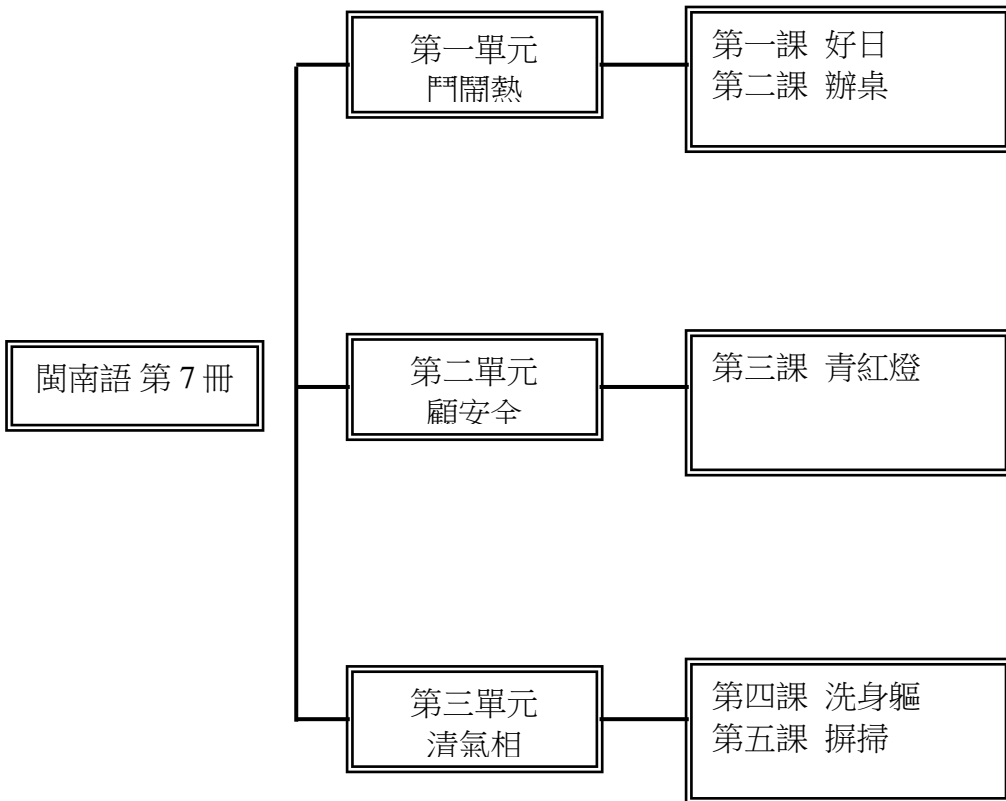 第一單元
鬥鬧熱
第一課 好日
第二課 辦桌
閩南語 第 7 冊
第二單元
顧安全
第三課 青紅燈
第三單元
清氣相
第四課 洗身軀
第五課 摒掃